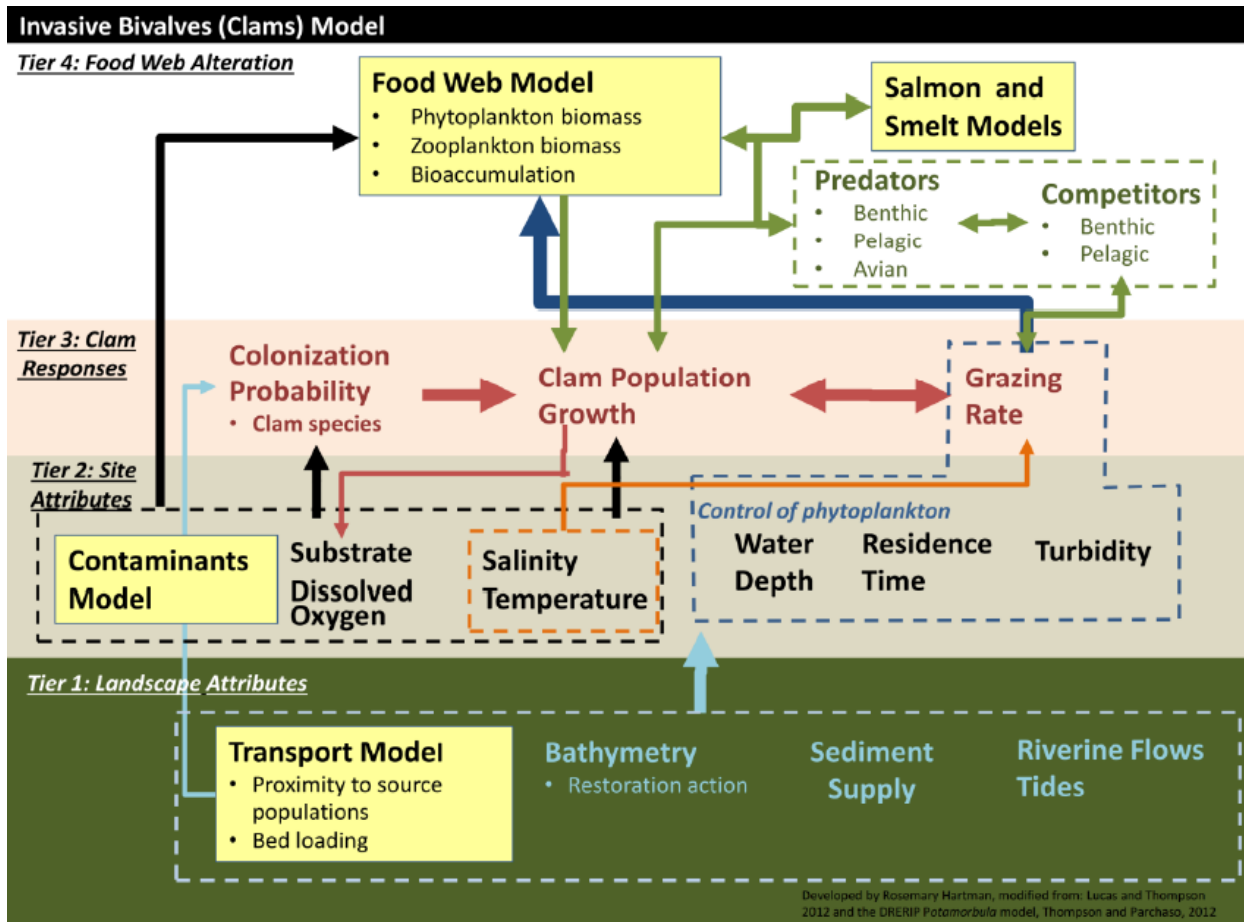 Invasive Bivalves (Clams) Model
Tier 4: Food Web Alteration
Food Web Model
• Phytoplankton biomass
• Zooplankton biomass
• Bioaccumulation
Salmon and
Smelt Models
Predators
• Benthic
• Pelagic
• Avian
Competitors
• Benthic
• Pelagic
Tier 3: Clam
Responses
Colonization
Probability
• Clam species
Clam Population
Growth
Grazing
Rate
Tier 2: Site
Attributes
Contaminants
Model
Substrate
Dissolved
Oxygen
Salinity
Temperature
Control of phytoplankton
Water
Depth
Residence
Time
Turbidity
Tier 1: Landscape Attributes
Transport Model
• Proximity to source
populations
• Bed loading
Bathymetry
• Restoration action
Sediment
Supply
Riverine Flows
Tides
Developed by Rosemary Hartman, modified from: Lucas and Thompson
2012 and the DRERIP Potamorbula model, Thompson and Parchaso, 2012